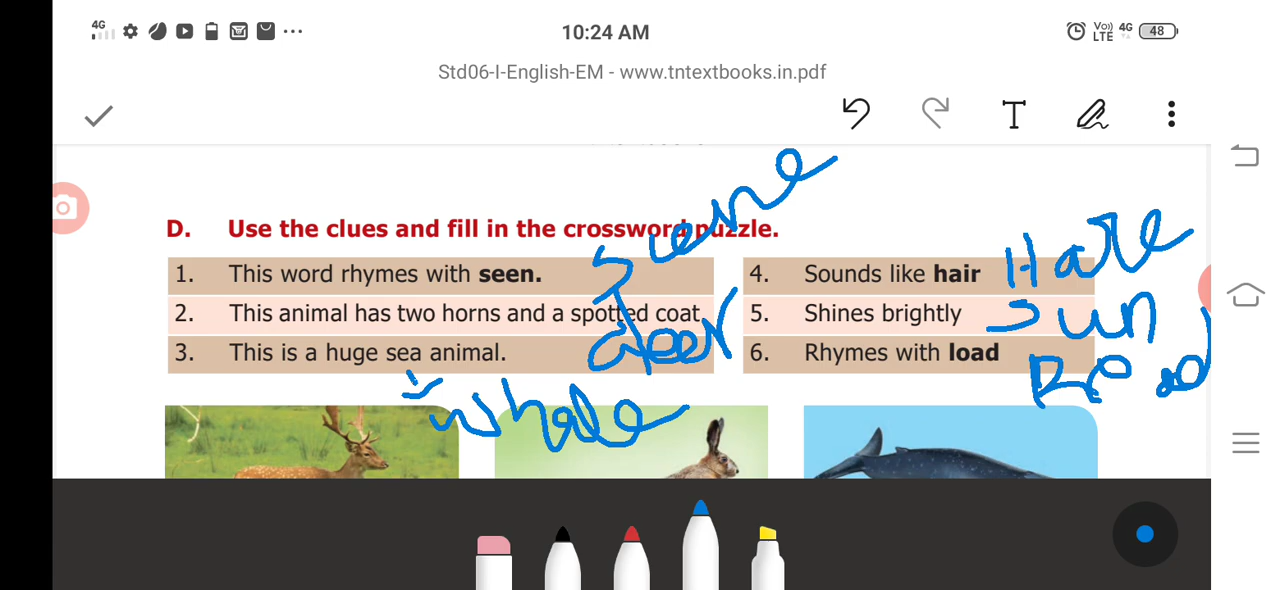 4G 10:24 AM Vo)) LTE 4G 48
Std06-I-English-EM - www.tntextbooks.in.pdf
T
D. Use the clues and fill in the crossword puzzle.
1. This word rhymes with seen. Scene
2. This animal has two horns and a spotted coat. deer
3. This is a huge sea animal.
whale
4. Sounds like hair Hare
5. Shines brightly Sun
6. Rhymes with load